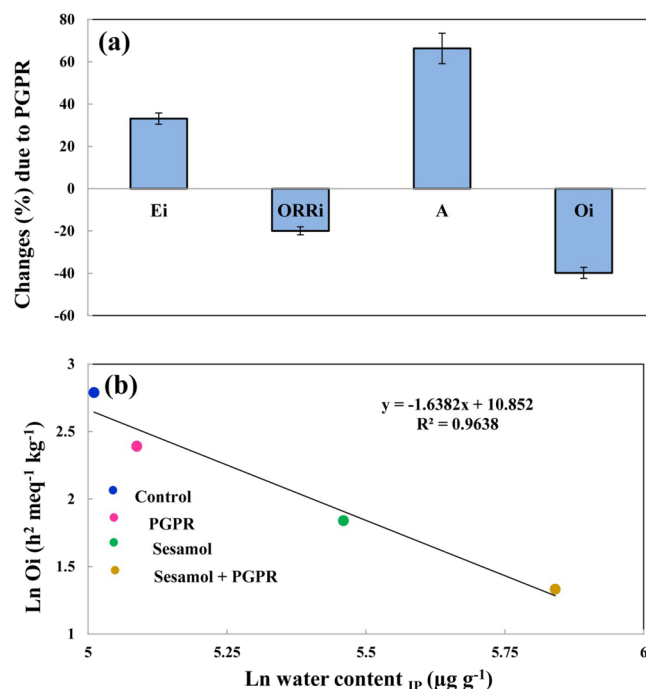 (a)
Changes (%) due to PGPR
80
60
40
20
0
-20
-40
-60
Ei
ORRi
A
Oi
(b)
Ln Oi (h² meq⁻¹ kg⁻¹)
3
2.5
2
1.5
1
y = -1.6382x + 10.852
R² = 0.9638
Control
PGPR
Sesamol
Sesamol + PGPR
5
5.25
5.5
5.75
6
Ln water content IP (µg g⁻¹)